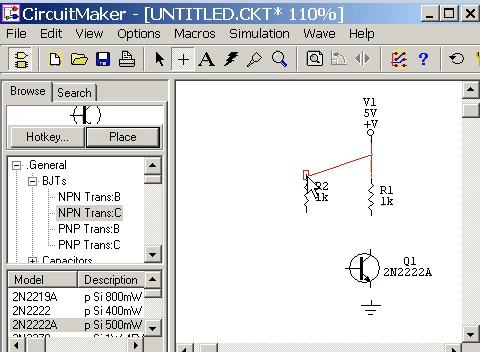 CircuitMaker - [UNTITLED.CKT* 110%]
File Edit View Options Macros Simulation Wave Help
A
?
Browse Search
Hotkey... Place
.General
BJTs
NPN Trans:B
NPN Trans:C
PNP Trans:B
PNP Trans:C
Capacitors
Model Description
2N2219A p Si 800mW
2N2222 p Si 400mW
2N2222A p Si 500mW
V1
5V
+V
R2
1k
R1
1k
Q1
2N2222A